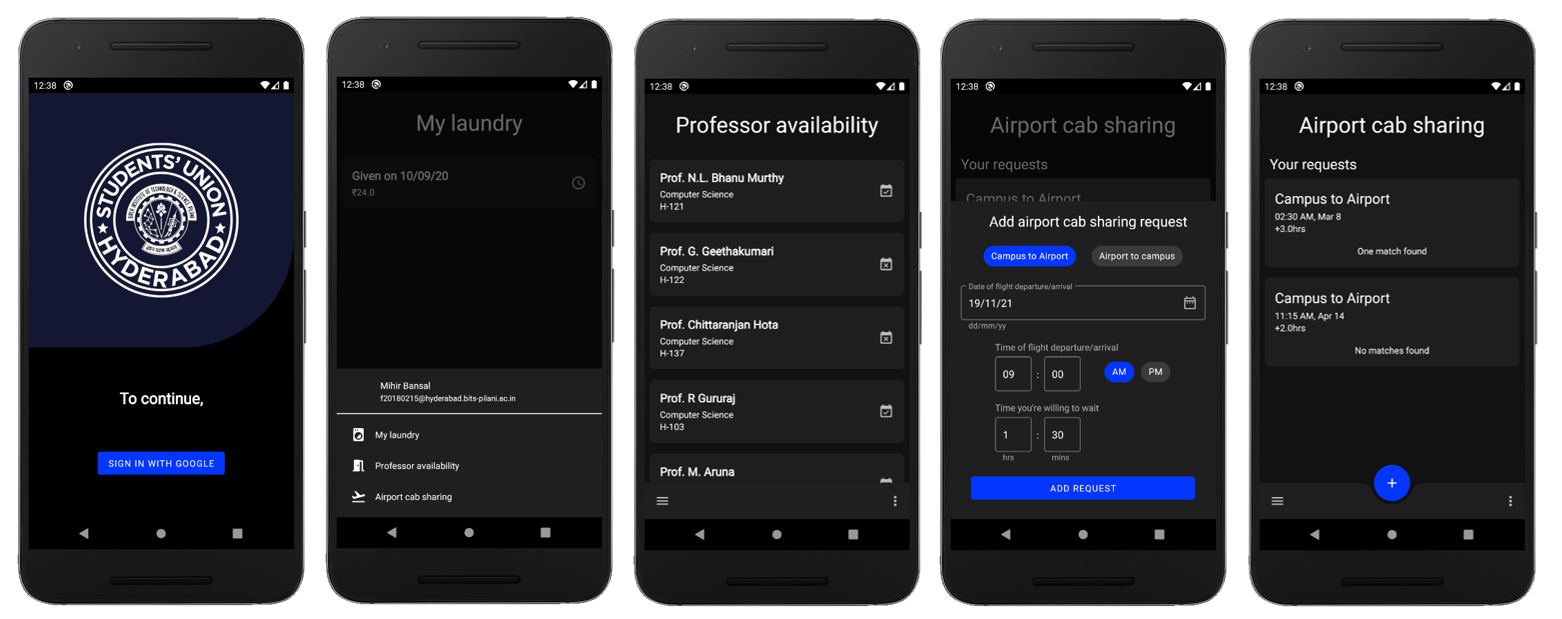 12:38
STUDENTS' UNION
HYDERABAD
To continue,
SIGN IN WITH GOOGLE
12:38
My laundry
Given on 10/09/20
₹24.0
Mihir Bansal
f20180215@hyderabad.bits-pilani.ac.in
My laundry
Professor availability
Airport cab sharing
12:38
Professor availability
Prof. N.L. Bhanu Murthy
Computer Science
H-121
Prof. G. Geethakumari
Computer Science
H-122
Prof. Chittaranjan Hota
Computer Science
H-137
Prof. R Gururaj
Computer Science
H-103
Prof. M. Aruna
12:38
Airport cab sharing
Your requests
Campus to Airport
Add airport cab sharing request
Campus to Airport
Airport to campus
Date of flight departure/arrival
19/11/21
dd/mm/yy
Time of flight departure/arrival
09 : 00
AM
PM
Time you're willing to wait
1 : 30
hrs
mins
ADD REQUEST
12:38
Airport cab sharing
Your requests
Campus to Airport
02:30 AM, Mar 8
+3.0hrs
One match found
Campus to Airport
11:15 AM, Apr 14
+2.0hrs
No matches found
+